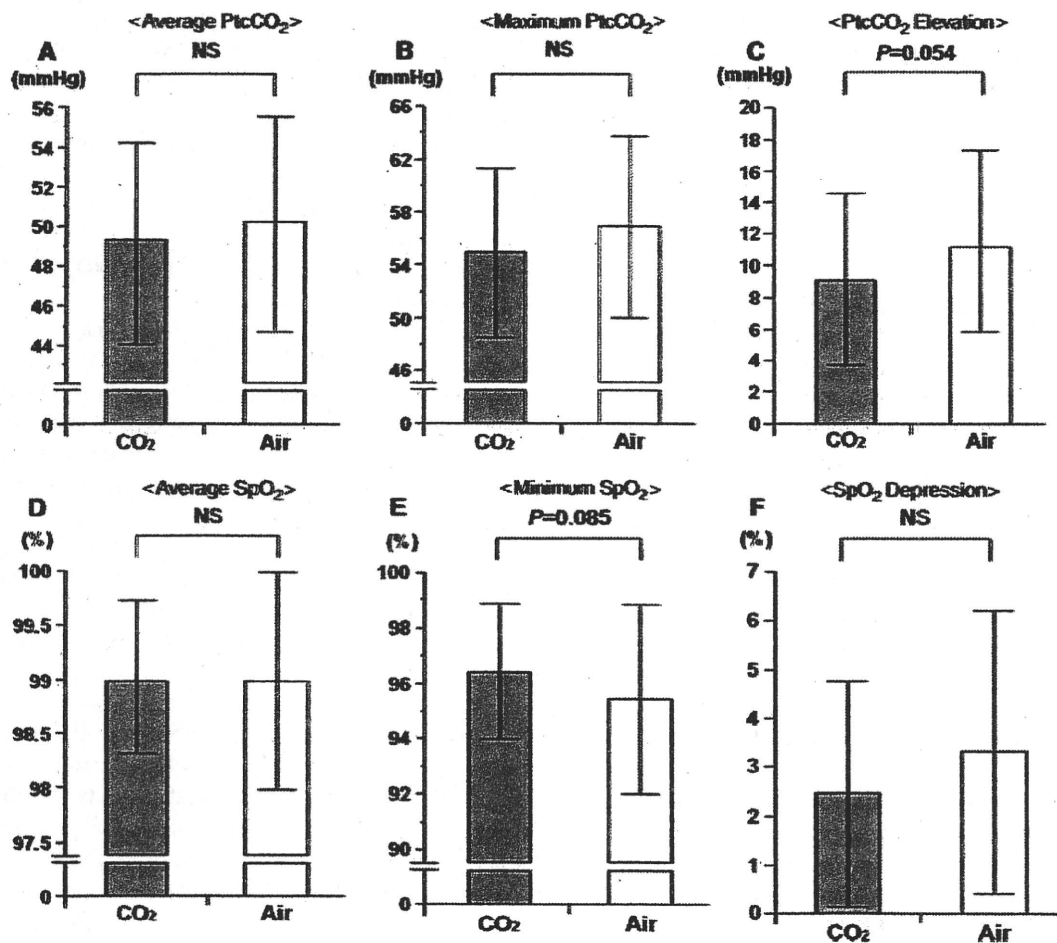 <Average PtcCO₂>
A NS
(mmHg)
56
54
52
50
48
46
44
0
CO₂ Air
<Maximum PtcCO₂>
B NS
(mmHg)
66
62
58
54
50
46
0
CO₂ Air
<PtcCO₂ Elevation>
C P=0.054
(mmHg)
20
18
16
14
12
10
8
6
4
2
0
CO₂ Air
<Average SpO₂>
D NS
(%)
100
99.5
99
98.5
98
97.5
0
CO₂ Air
<Minimum SpO₂>
E P=0.085
(%)
100
98
96
94
92
90
0
CO₂ Air
<SpO₂ Depression>
F NS
(%)
7
6
5
4
3
2
1
0
CO₂ Air